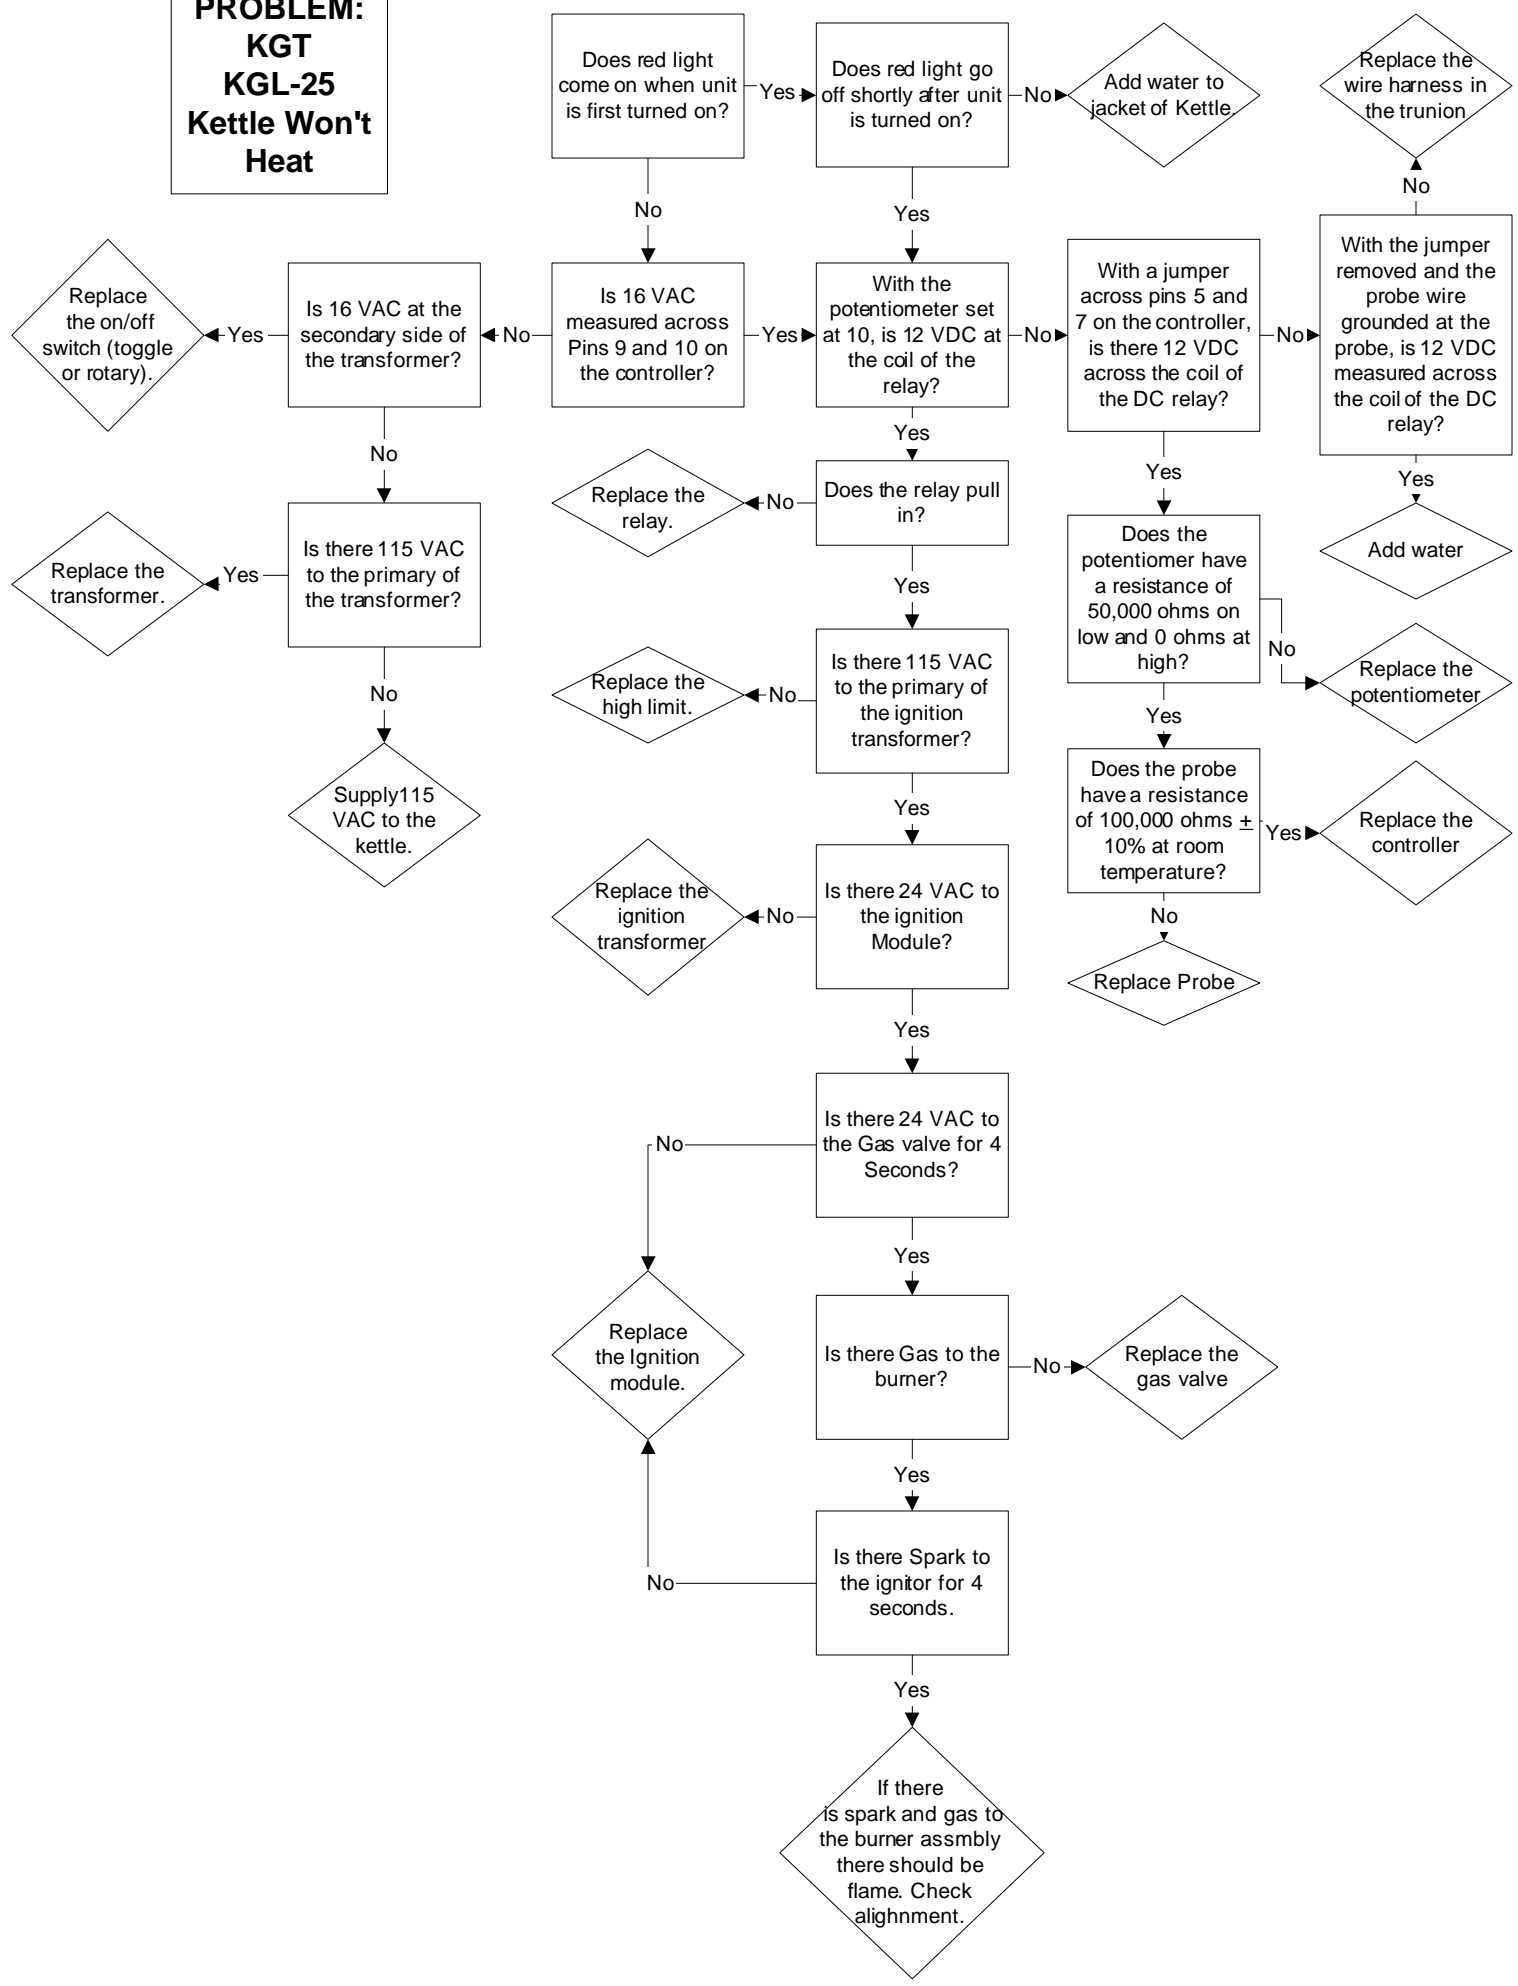 PROBLEM:
KGT
KGL-25
Kettle Won't
Heat
Does red light
come on when unit
is first turned on?
Yes
Does red light go
off shortly after unit
is turned on?
No
Add water to
jacket of Kettle.
Replace the
wire harness in
the trunion
No
No
Yes
Replace
the on/off
switch (toggle
or rotary).
Yes
Is 16 VAC at the
secondary side of
the transformer?
No
Is 16 VAC
measured across
Pins 9 and 10 on
the controller?
Yes
With the
potentiometer set
at 10, is 12 VDC at
the coil of the
relay?
No
With a jumper
across pins 5 and
7 on the controller,
is there 12 VDC
across the coil of
the DC relay?
No
With the jumper
removed and the
probe wire
grounded at the
probe, is 12 VDC
measured across
the coil of the DC
relay?
No
Yes
Yes
Yes
Replace the
relay.
No
Does the relay pull
in?
Add water
Replace the
transformer.
Yes
Is there 115 VAC
to the primary of
the transformer?
Yes
Does the
potentiomer have
a resistance of
50,000 ohms on
low and 0 ohms at
high?
No
Replace the
potentiometer
No
Replace the
high limit.
No
Is there 115 VAC
to the primary of
the ignition
transformer?
Yes
Supply115
VAC to the
kettle.
Yes
Does the probe
have a resistance
of 100,000 ohms ±
10% at room
temperature?
Yes
Replace the
controller
Replace the
ignition
transformer
No
Is there 24 VAC to
the ignition
Module?
No
Replace Probe
Yes
No
Is there 24 VAC to
the Gas valve for 4
Seconds?
Yes
Replace
the Ignition
module.
Is there Gas to the
burner?
No
Replace the
gas valve
Yes
No
Is there Spark to
the ignitor for 4
seconds.
Yes
If there
is spark and gas to
the burner assmbly
there should be
flame. Check
alighnment.